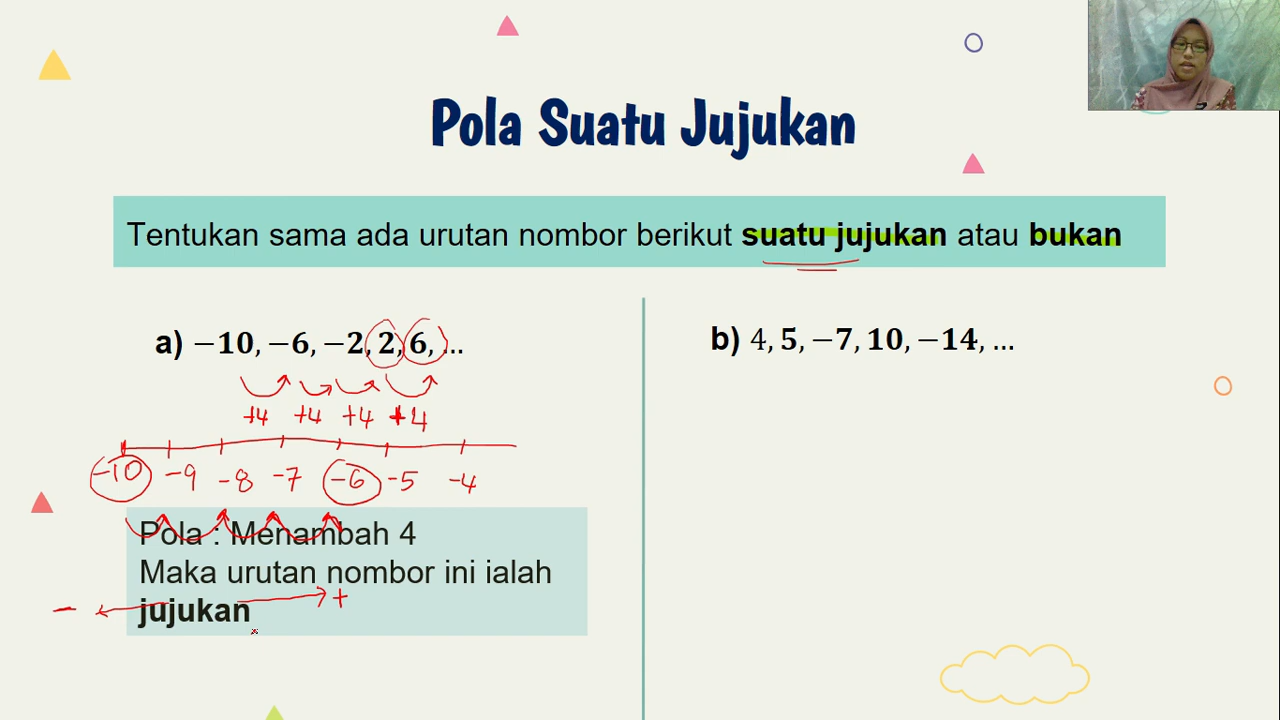 Pola Suatu Jujukan
Tentukan sama ada urutan nombor berikut suatu jujukan atau bukan
a) −10, −6, −2, 2, 6, ...
+4 +4 +4 +4
-10 -9 -8 -7 -6 -5 -4
Pola : Menambah 4
Maka urutan nombor ini ialah
jujukan
- +
b) 4, 5, −7, 10, −14, ...